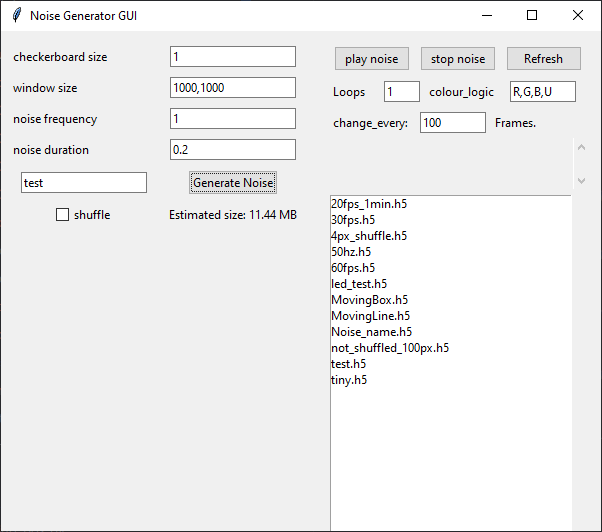 Noise Generator GUI
checkerboard size 1
window size 1000,1000
noise frequency 1
noise duration 0.2
test Generate Noise
shuffle Estimated size: 11.44 MB
play noise stop noise Refresh
Loops 1 colour_logic R,G,B,U
change_every: 100 Frames.
20fps_1min.h5
30fps.h5
4px_shuffle.h5
50hz.h5
60fps.h5
led_test.h5
MovingBox.h5
MovingLine.h5
Noise_name.h5
not_shuffled_100px.h5
test.h5
tiny.h5